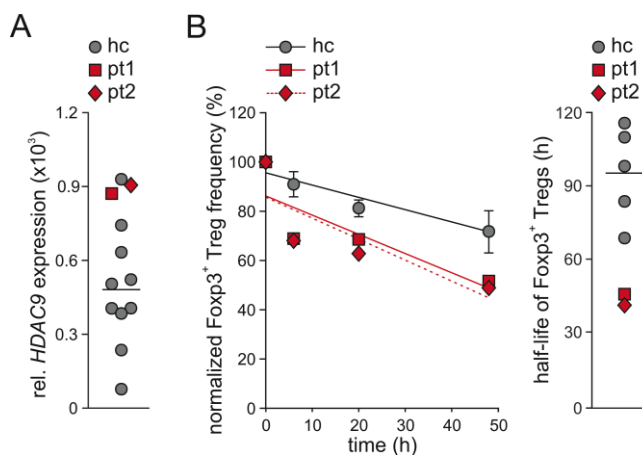 A
hc
pt1
pt2
rel. HDAC9 expression (x10³)
1.2
0.9
0.6
0.3
0
B
hc
pt1
pt2
normalized Foxp3⁺ Treg frequency (%)
120
100
80
60
40
20
0
0 10 20 30 40 50
time (h)
hc
pt1
pt2
half-life of Foxp3⁺ Tregs (h)
120
90
60
30
0